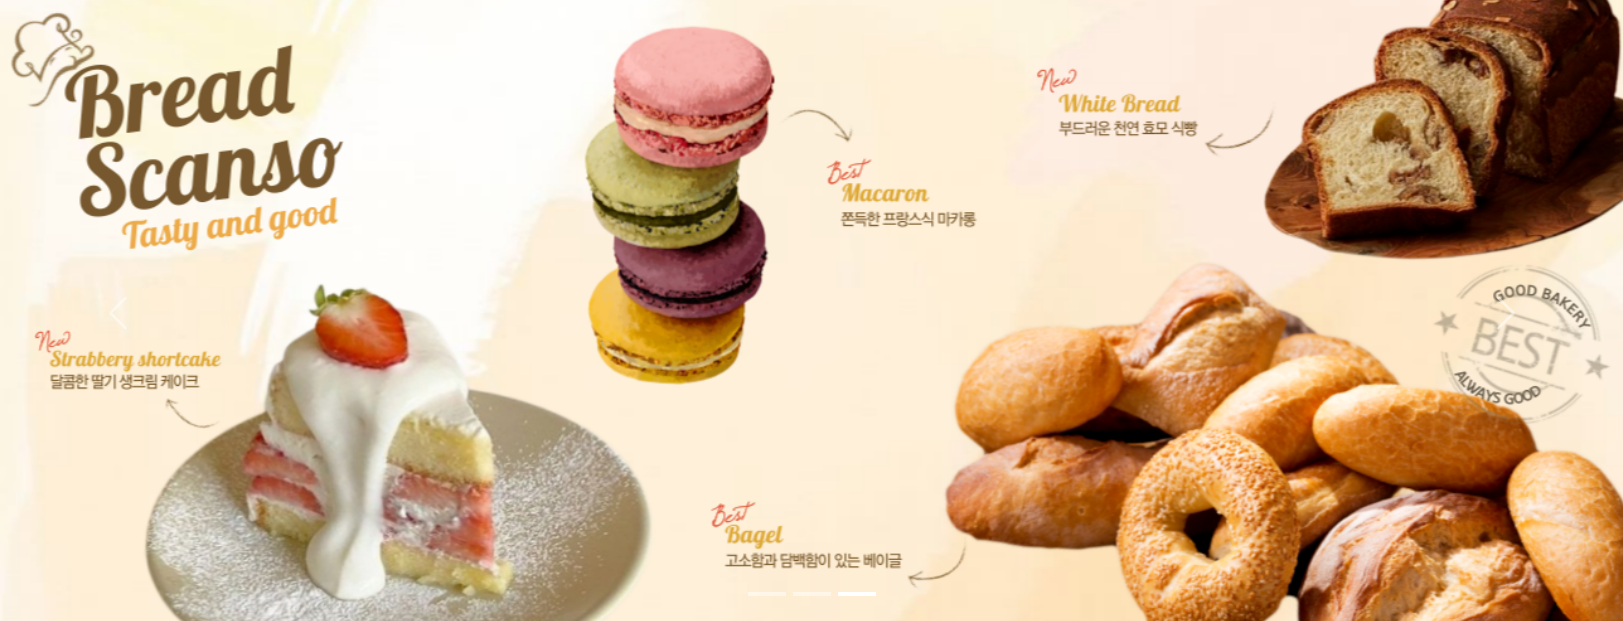 Bread
Scanso
Tasty and good
New
Strabbery shortcake
달콤한 딸기 생크림 케이크
Best
Macaron
쫀득한 프랑스식 마카롱
New
White Bread
부드러운 천연 효모 식빵
Best
Bagel
고소함과 담백함이 있는 베이글
GOOD BAKERY
BEST
ALWAYS GOOD